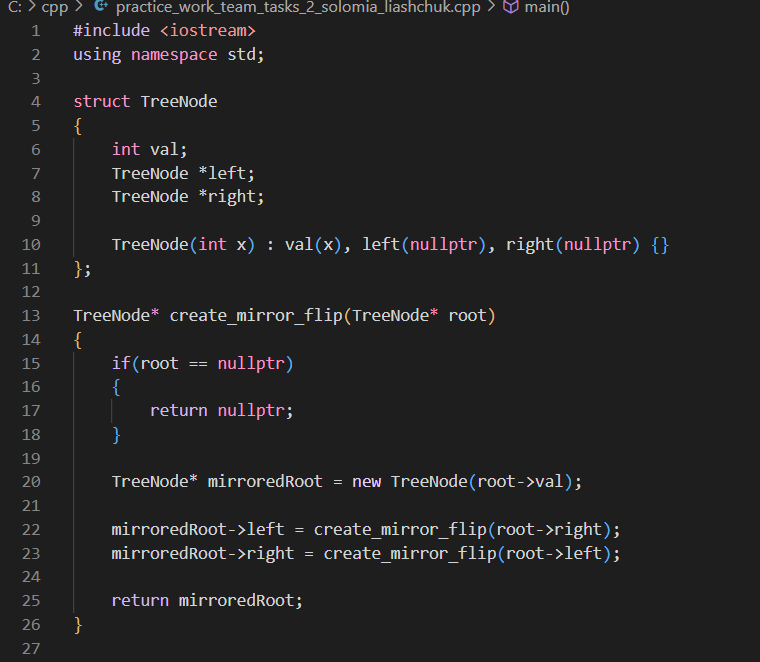 C: > cpp > practice_work_team_tasks_2_solomia_liashchuk.cpp > main()
1 #include <iostream>
2 using namespace std;
3
4 struct TreeNode
5 {
6     int val;
7     TreeNode *left;
8     TreeNode *right;
9
10     TreeNode(int x) : val(x), left(nullptr), right(nullptr) {}
11 };
12
13 TreeNode* create_mirror_flip(TreeNode* root)
14 {
15     if(root == nullptr)
16     {
17         return nullptr;
18     }
19
20     TreeNode* mirroredRoot = new TreeNode(root->val);
21
22     mirroredRoot->left = create_mirror_flip(root->right);
23     mirroredRoot->right = create_mirror_flip(root->left);
24
25     return mirroredRoot;
26 }
27